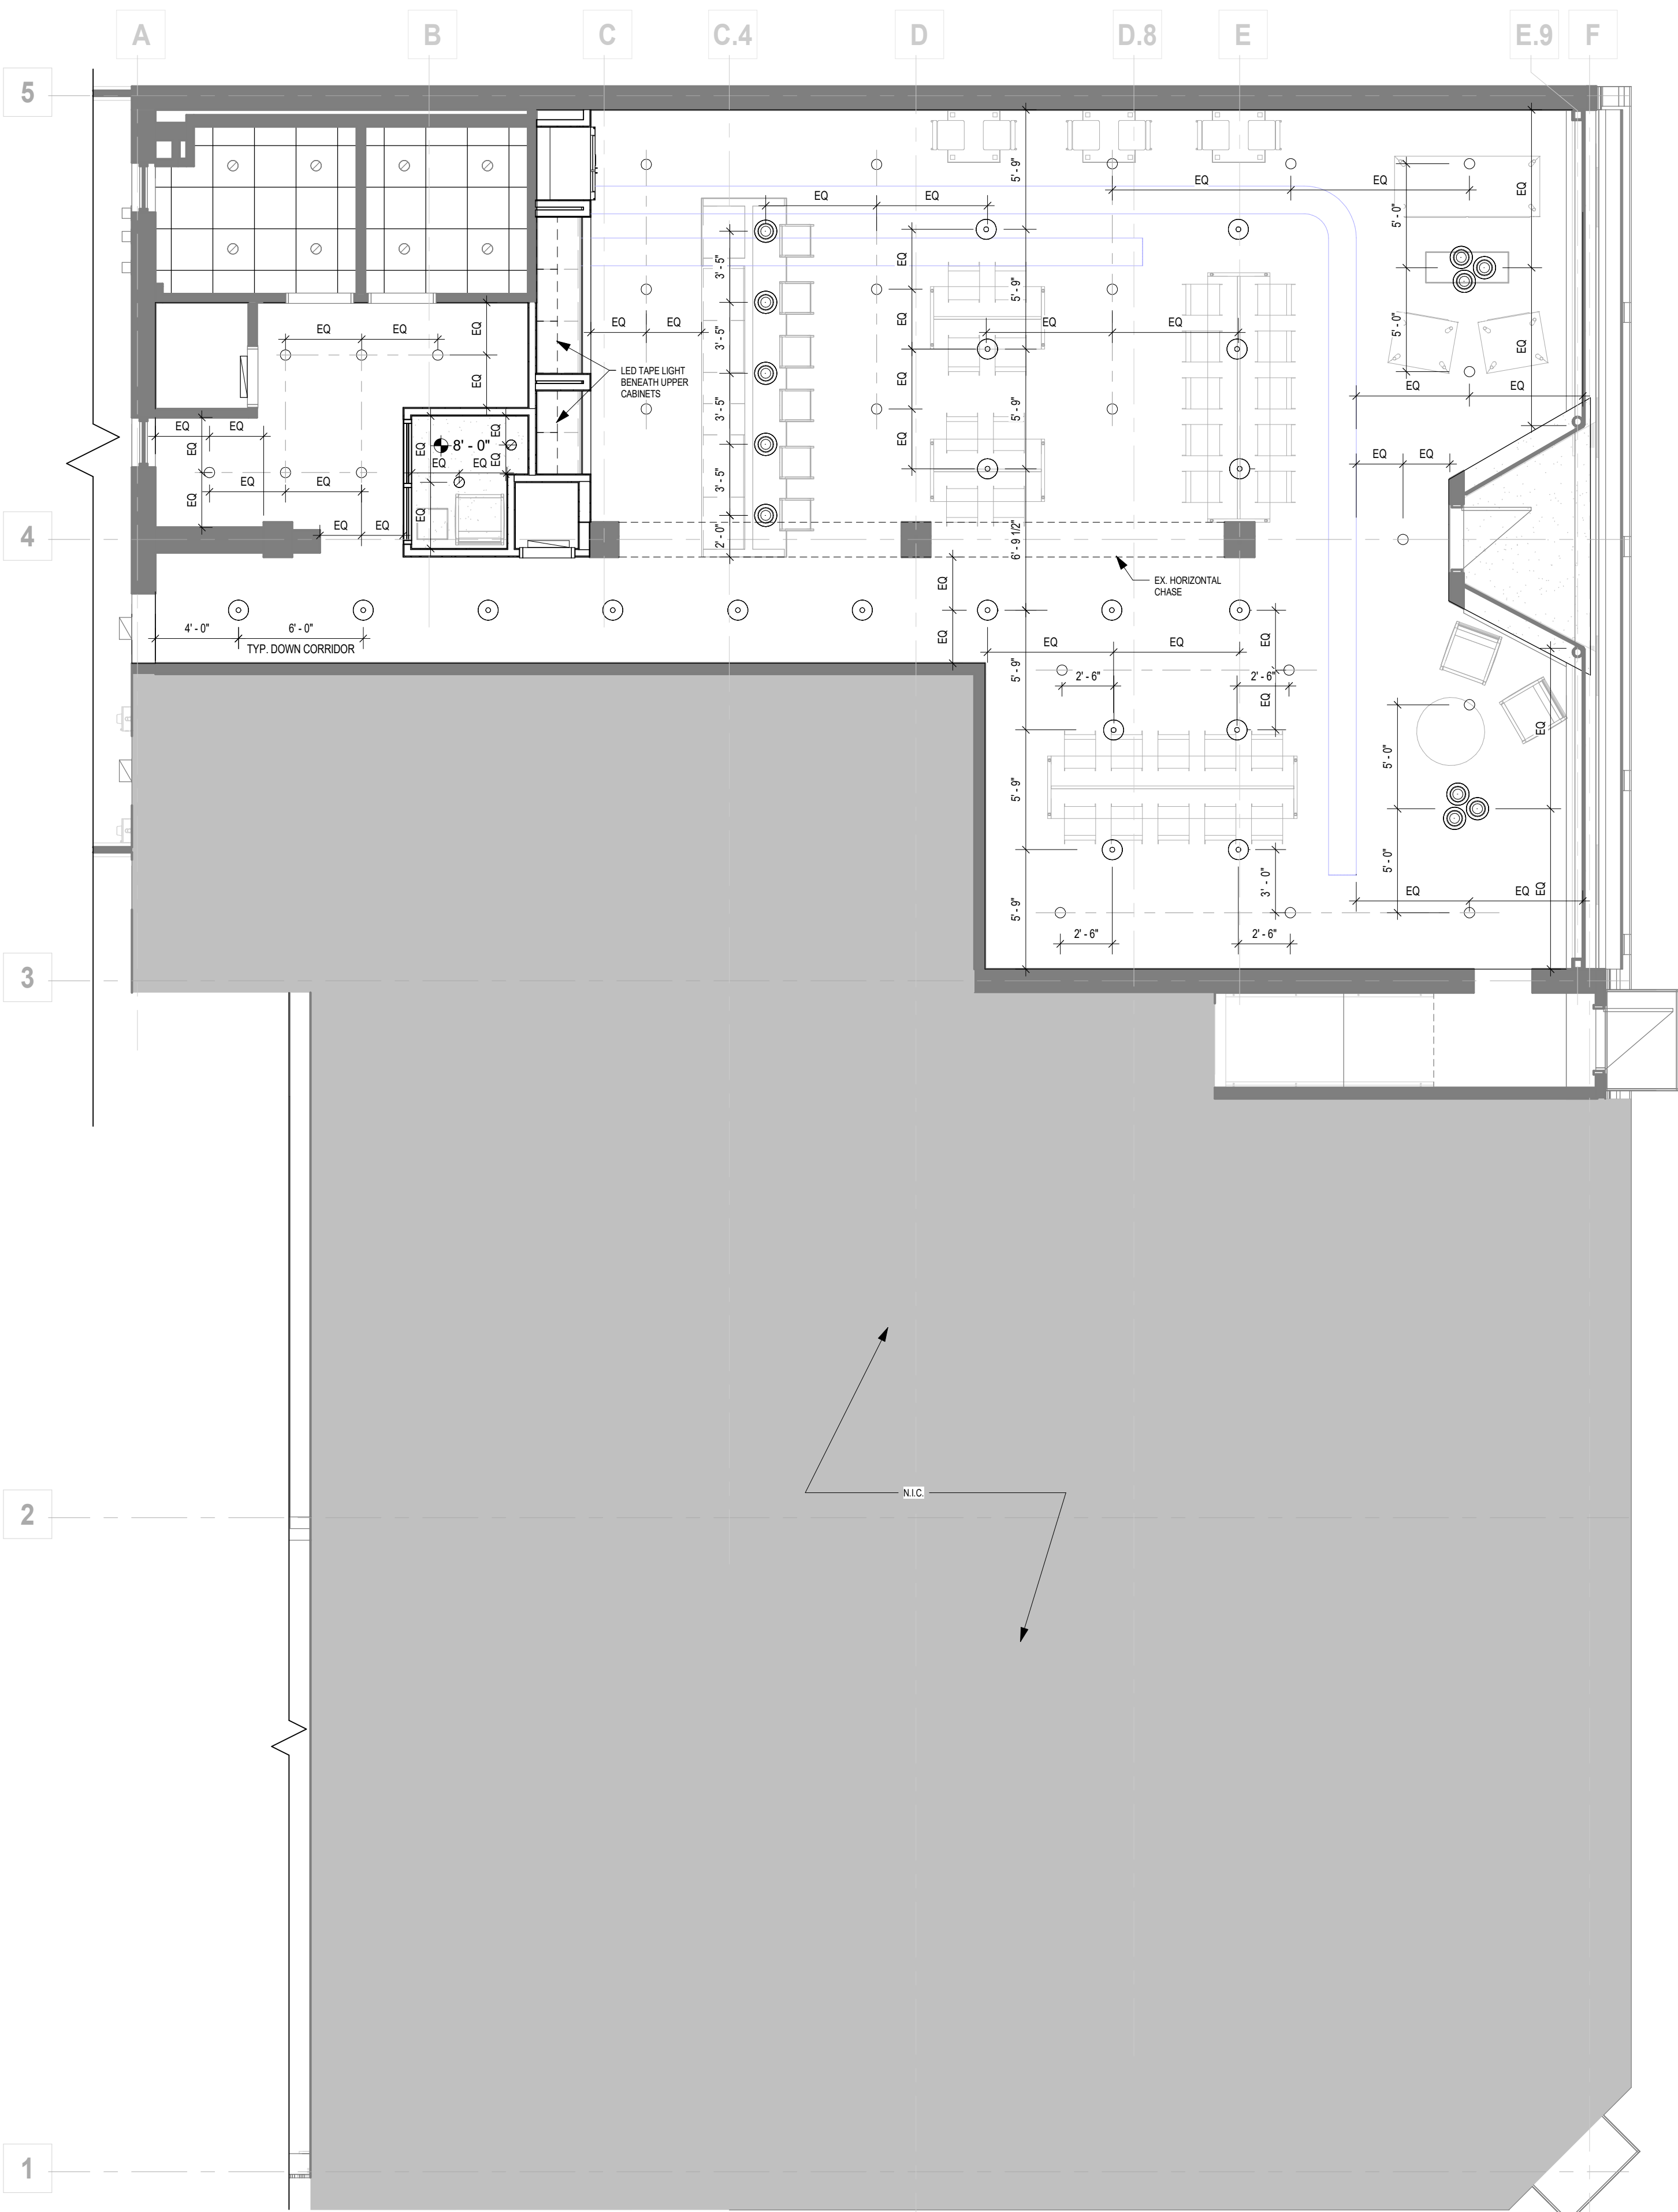 A B C C.4 D D.8 E E.9 F
5
5' - 9"
EQ EQ
EQ
EQ EQ
5' - 0"
EQ
3' - 5"
EQ
5' - 9"
EQ EQ
EQ
EQ EQ
EQ EQ
3' - 5"
EQ
5' - 0"
EQ
LED TAPE LIGHT
BENEATH UPPER
CABINETS
EQ
EQ EQ
3' - 5"
5' - 9"
EQ
EQ EQ
EQ
EQ
8' - 0"
EQ
EQ EQ
EQ EQ
3' - 5"
EQ EQ
EQ
EQ
EQ EQ
4
2' - 0"
6' - 9 1/2"
EX. HORIZONTAL
CHASE
EQ
4' - 0" 6' - 0"
TYP. DOWN CORRIDOR
EQ
EQ
EQ EQ
5' - 9"
2' - 6" 2' - 6"
EQ
EQ
5' - 0"
5' - 9"
5' - 0"
3' - 0"
EQ EQ
EQ
5' - 9"
2' - 6" 2' - 6"
3
N.I.C.
2
1